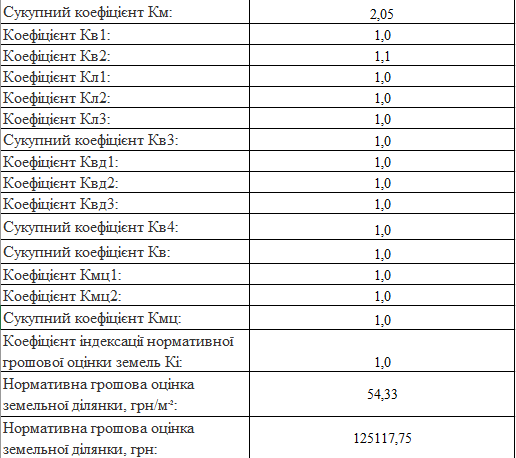 Сукупний коефіцієнт Км: 2,05
Коефіцієнт Кв1: 1,0
Коефіцієнт Кв2: 1,1
Коефіцієнт Кл1: 1,0
Коефіцієнт Кл2: 1,0
Коефіцієнт Кл3: 1,0
Сукупний коефіцієнт Кв3: 1,0
Коефіцієнт Квд1: 1,0
Коефіцієнт Квд2: 1,0
Коефіцієнт Квд3: 1,0
Сукупний коефіцієнт Кв4: 1,0
Сукупний коефіцієнт Кв: 1,0
Коефіцієнт Кмц1: 1,0
Коефіцієнт Кмц2: 1,0
Сукупний коефіцієнт Кмц: 1,0
Коефіцієнт індексації нормативної
грошової оцінки земель Кі: 1,0
Нормативна грошова оцінка
земельної ділянки, грн/м²: 54,33
Нормативна грошова оцінка
земельної ділянки, грн: 125117,75